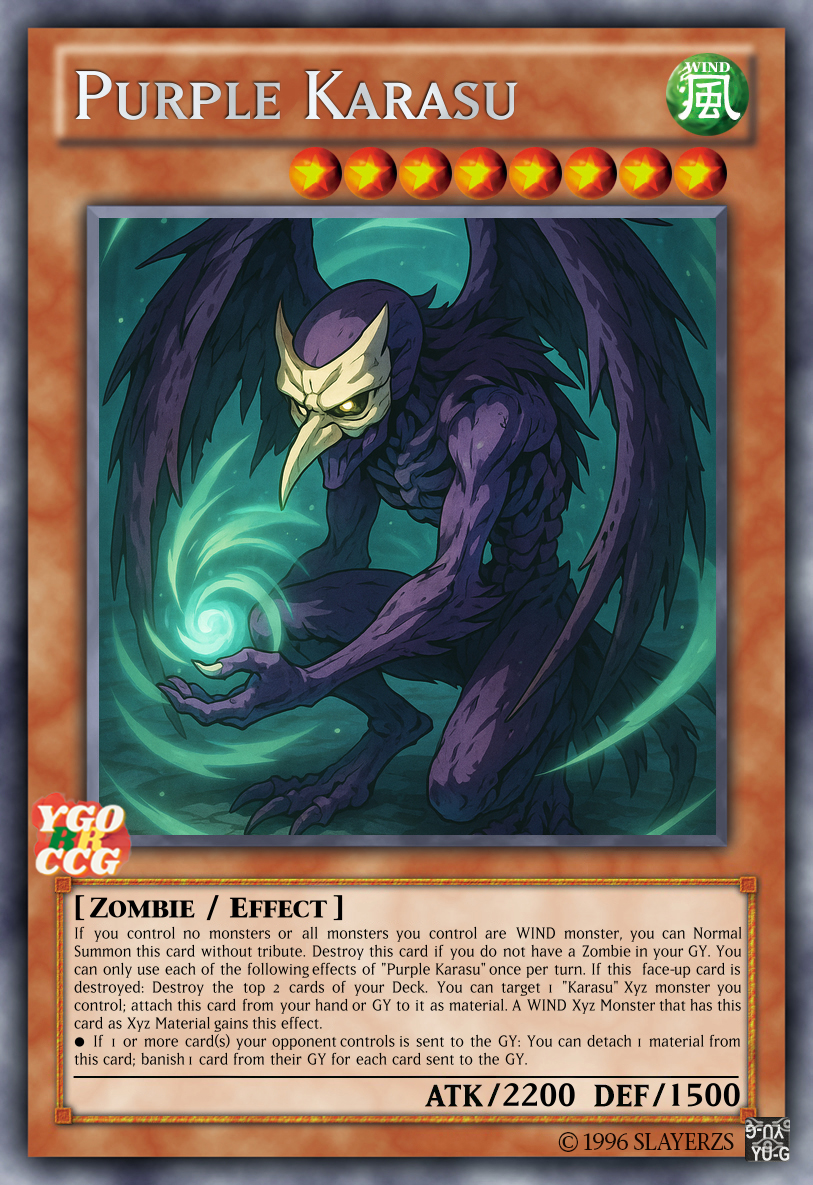 Purple Karasu
WIND
風
YGO
BR
CCG
[ Zombie / Effect ]
If you control no monsters or all monsters you control are WIND monster, you can Normal
Summon this card without tribute. Destroy this card if you do not have a Zombie in your GY. You
can only use each of the following effects of "Purple Karasu" once per turn. If this face-up card is
destroyed: Destroy the top 2 cards of your Deck. You can target 1 "Karasu" Xyz monster you
control; attach this card from your hand or GY to it as material. A WIND Xyz Monster that has this
card as Xyz Material gains this effect.
● If 1 or more card(s) your opponent controls is sent to the GY: You can detach 1 material from
this card; banish 1 card from their GY for each card sent to the GY.
ATK/2200 DEF/1500
© 1996 SLAYERZS
YU-G